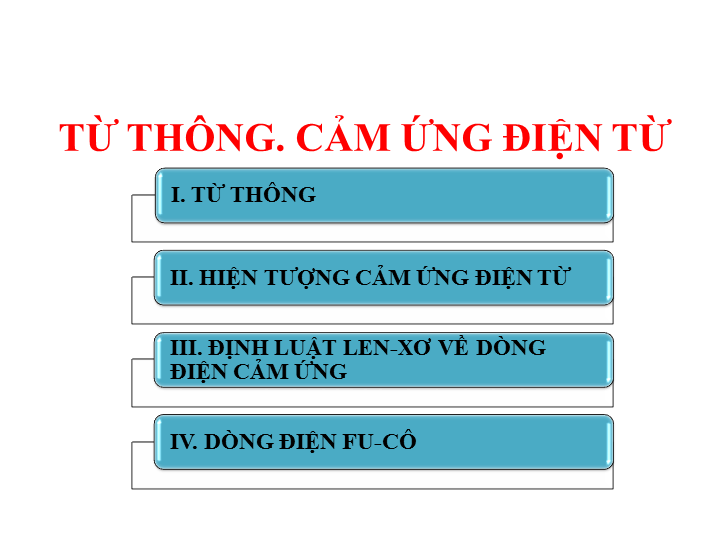 TỪ THÔNG. CẢM ỨNG ĐIỆN TỪ
I. TỪ THÔNG
II. HIỆN TƯỢNG CẢM ỨNG ĐIỆN TỪ
III. ĐỊNH LUẬT LEN-XƠ VỀ DÒNG
ĐIỆN CẢM ỨNG
IV. DÒNG ĐIỆN FU-CÔ